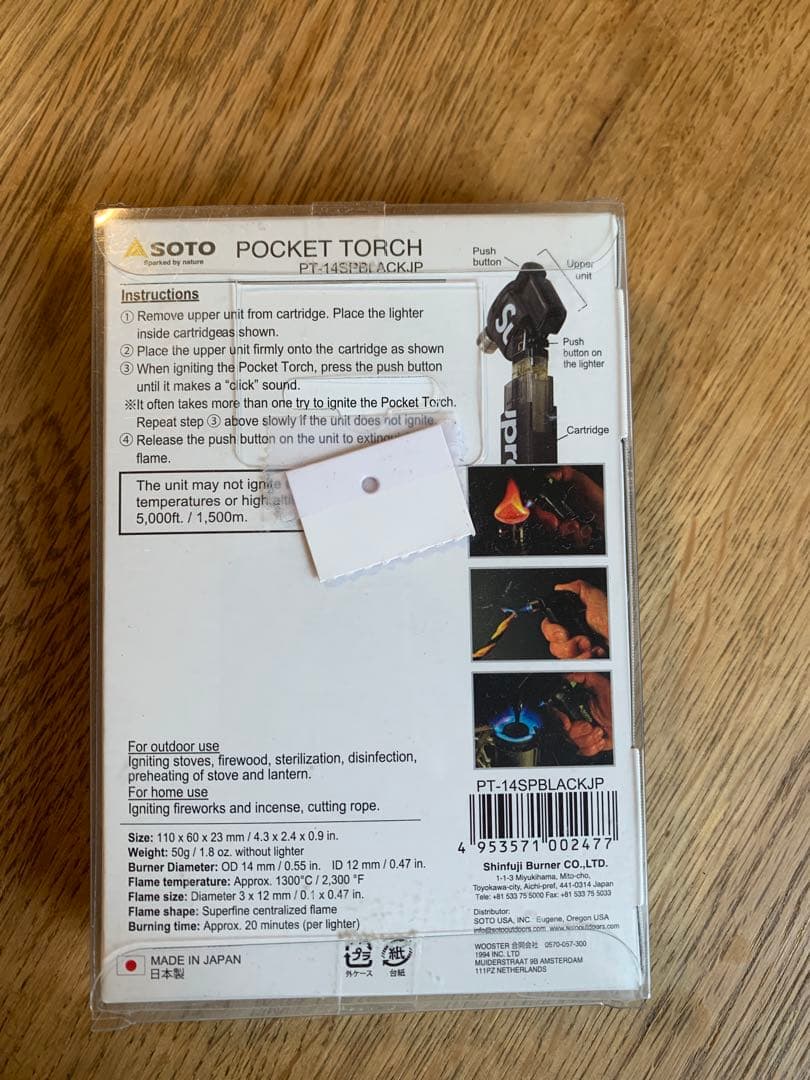 SOTO
Sparked by nature
POCKET TORCH
PT-14SPBLACKJP
Instructions
① Remove upper unit from cartridge. Place the lighter
inside cartridgeas shown.
② Place the upper unit firmly onto the cartridge as shown
③ When igniting the Pocket Torch, press the push button
until it makes a “click” sound.
※It often takes more than one try to ignite the Pocket Torch.
Repeat step ③ above slowly if the unit does not ignite.
④ Release the push button on the unit to
flame.
The unit may not ignite
temperatures or high
5,000ft. / 1,500m.
Push
button
Upper
unit
Push
button on
the lighter
Cartridge
For outdoor use
Igniting stoves, firewood, sterilization, disinfection,
preheating of stove and lantern.
For home use
Igniting fireworks and incense, cutting rope.
Size: 110 x 60 x 23 mm / 4.3 x 2.4 x 0.9 in.
Weight: 50g / 1.8 oz. without lighter
Burner Diameter: OD 14 mm / 0.55 in. ID 12 mm / 0.47 in.
Flame temperature: Approx. 1300°C / 2,300 °F
Flame size: Diameter 3 x 12 mm / 0.1 x 0.47 in.
Flame shape: Superfine centralized flame
Burning time: Approx. 20 minutes (per lighter)
MADE IN JAPAN
日本製
プラ
外ケース
紙
台紙
PT-14SPBLACKJP
4 953571 002477
Shinfuji Burner CO.,LTD.
1-1-3 Miyukihama, Mito-cho,
Toyokawa-city, Aichi-pref, 441-0314 Japan
Tele: +81 533 75 5000 Fax: +81 533 75 5033
Distributor:
SOTO USA, INC. Eugene, Oregon USA
info@sotooutdoors.com www.sotooutdoors.com
WOOSTER 合同会社 0570-057-300
1994 INC. LTD
MUIDERSTRAAT 9B AMSTERDAM
111PZ NETHERLANDS